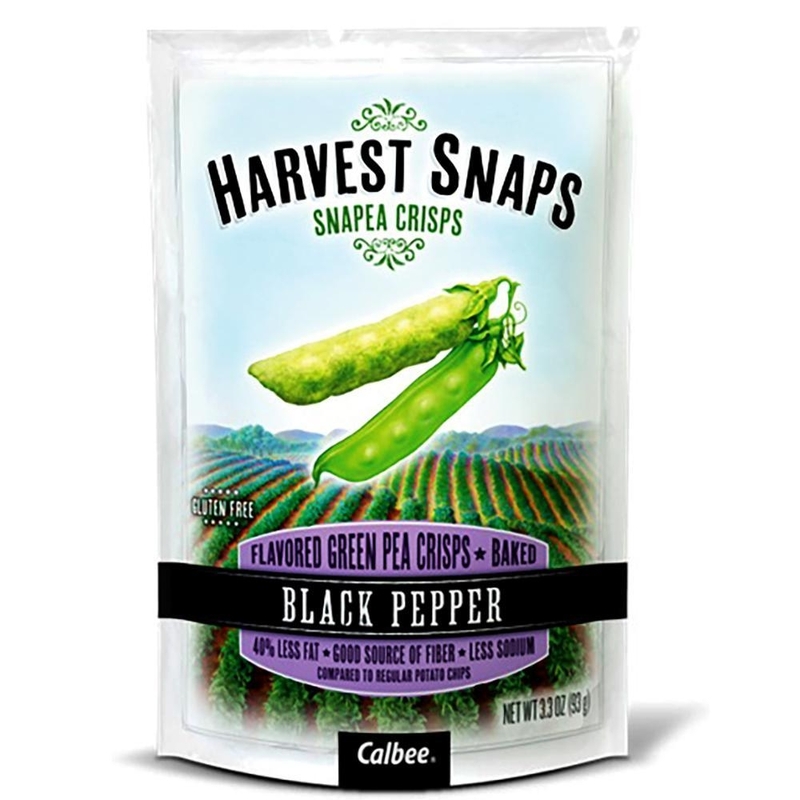 HARVEST SNAPS
SNAPEA CRISPS
GLUTEN FREE
FLAVORED GREEN PEA CRISPS ★ BAKED
BLACK PEPPER
40% LESS FAT ★ GOOD SOURCE OF FIBER ★ LESS SODIUM
COMPARED TO REGULAR POTATO CHIPS
NET WT 3.3 OZ (93 g)
Calbee®